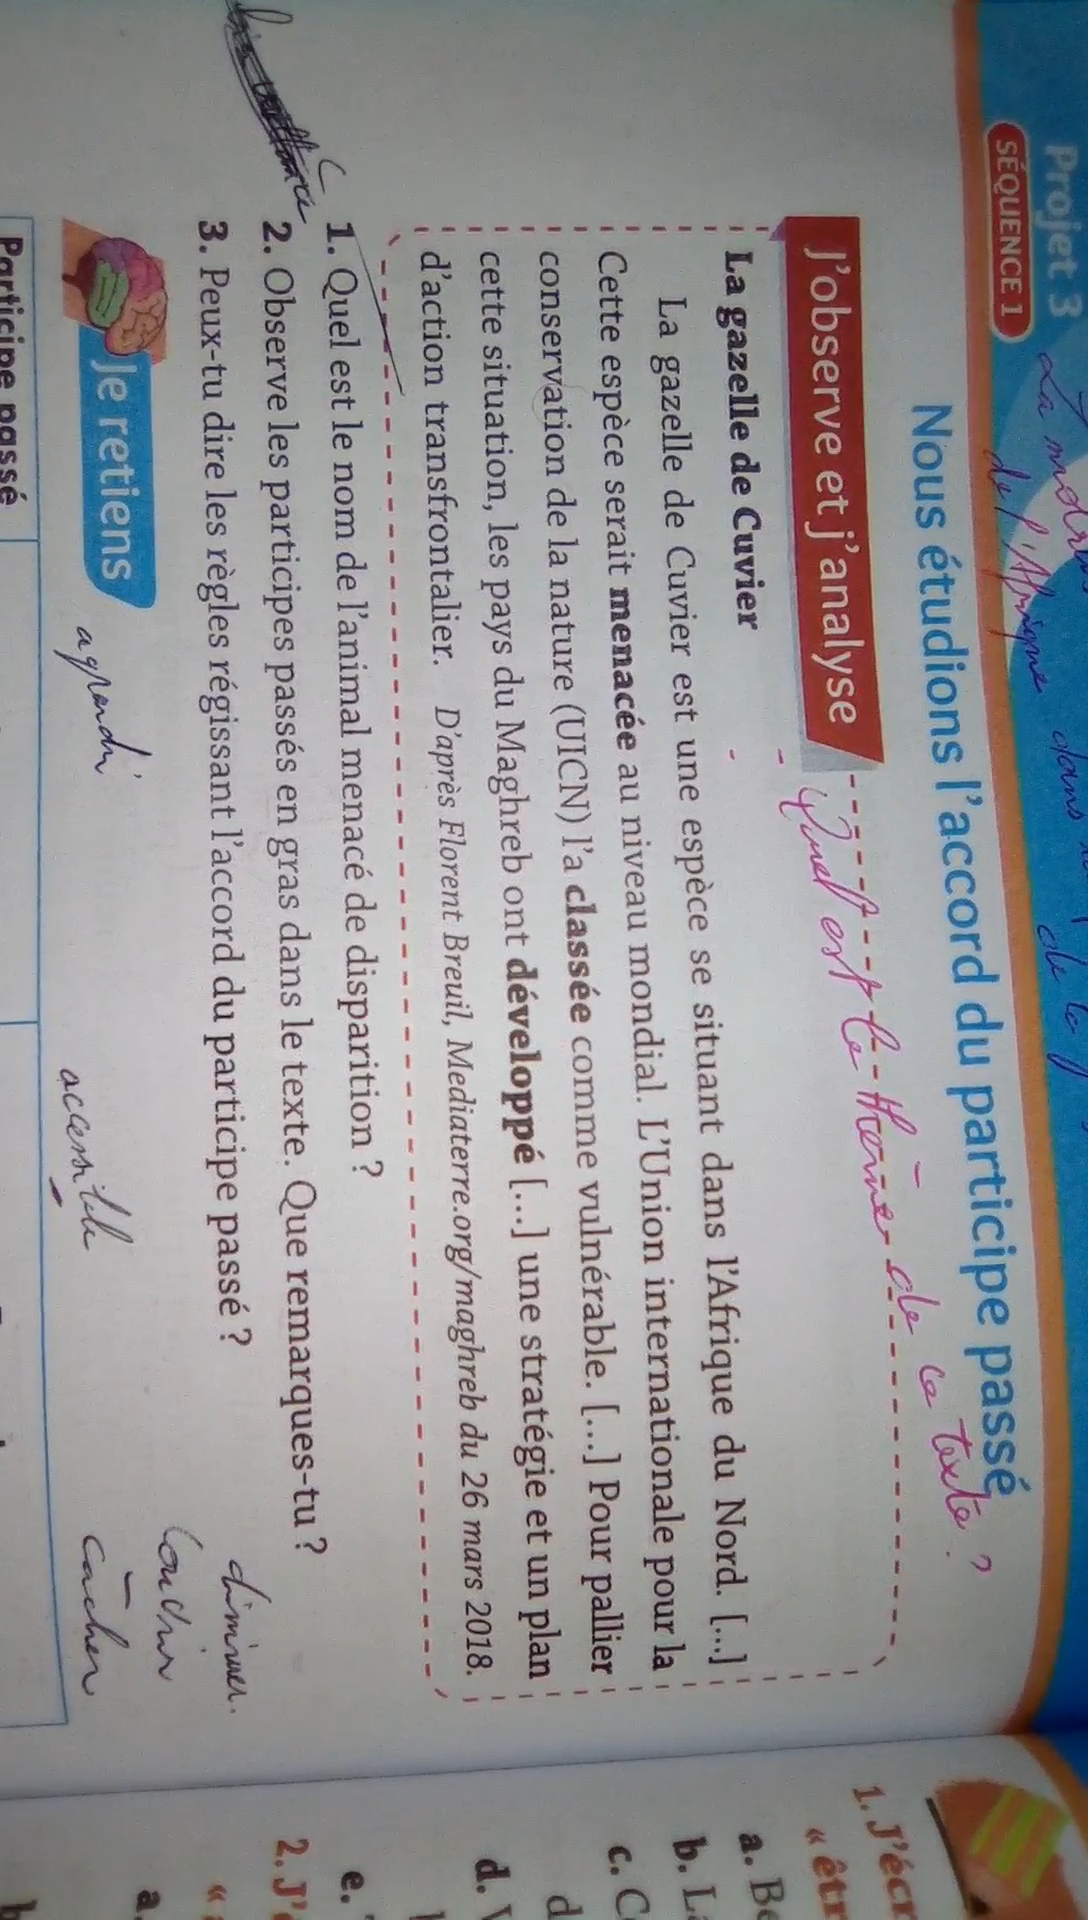 Projet 3
SÉQUENCE 1
de l'Afrique dans
Nous étudions l'accord du participe passé
J'observe et j'analyse
Quel est le thème de ce texte ?
La gazelle de Cuvier
La gazelle de Cuvier est une espèce se situant dans l'Afrique du Nord. [...]
Cette espèce serait menacée au niveau mondial. L'Union internationale pour la
conservation de la nature (UICN) l'a classée comme vulnérable. [...] Pour pallier
cette situation, les pays du Maghreb ont développé [...] une stratégie et un plan
d'action transfrontalier. D'après Florent Breuil, Mediaterre.org/maghreb du 26 mars 2018.
1. Quel est le nom de l'animal menacé de disparition ?
2. Observe les participes passés en gras dans le texte. Que remarques-tu ?
3. Peux-tu dire les règles régissant l'accord du participe passé ?
diminuer.
Je retiens
accessible
cacher
Participe passé
1. J'écr
« êtr
a. Be
b. La
c. C
d
d. V
e.
2. J'
«
a.
b